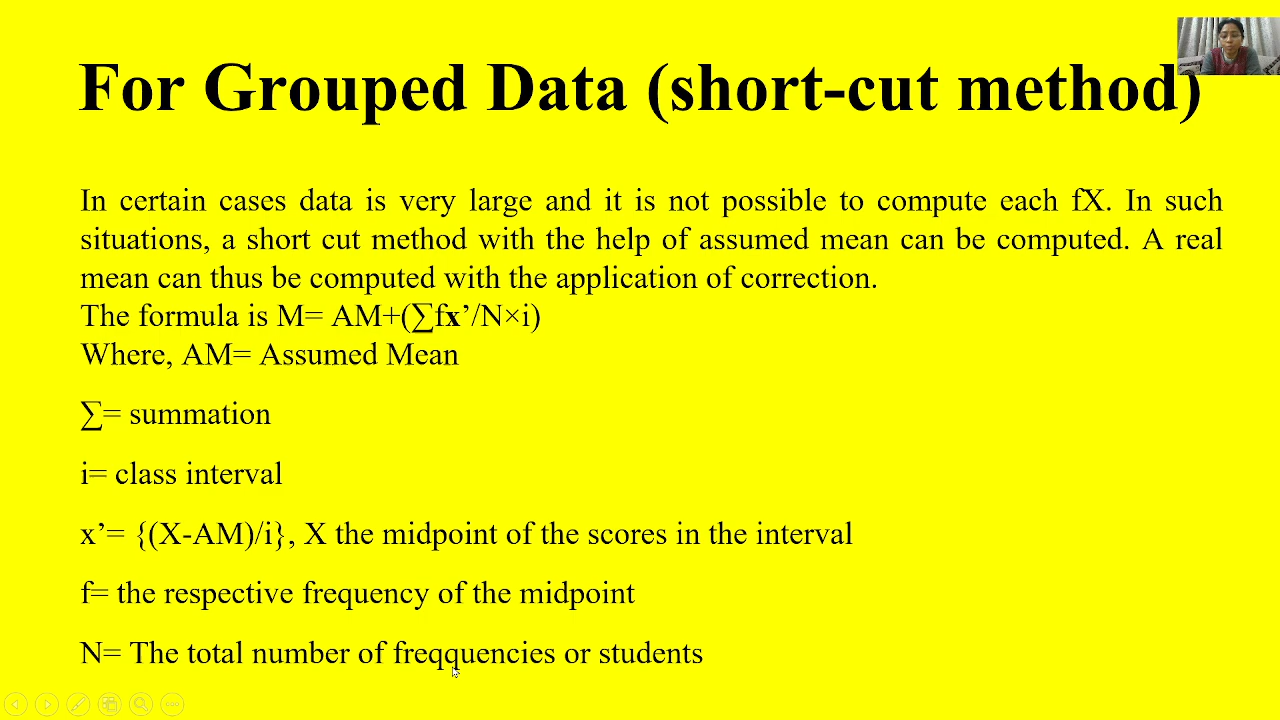 For Grouped Data (short-cut method)
In certain cases data is very large and it is not possible to compute each fX. In such
situations, a short cut method with the help of assumed mean can be computed. A real
mean can thus be computed with the application of correction.
The formula is M= AM+(∑fx’/N×i)
Where, AM= Assumed Mean
∑= summation
i= class interval
x’= {(X-AM)/i}, X the midpoint of the scores in the interval
f= the respective frequency of the midpoint
N= The total number of freqquencies or students